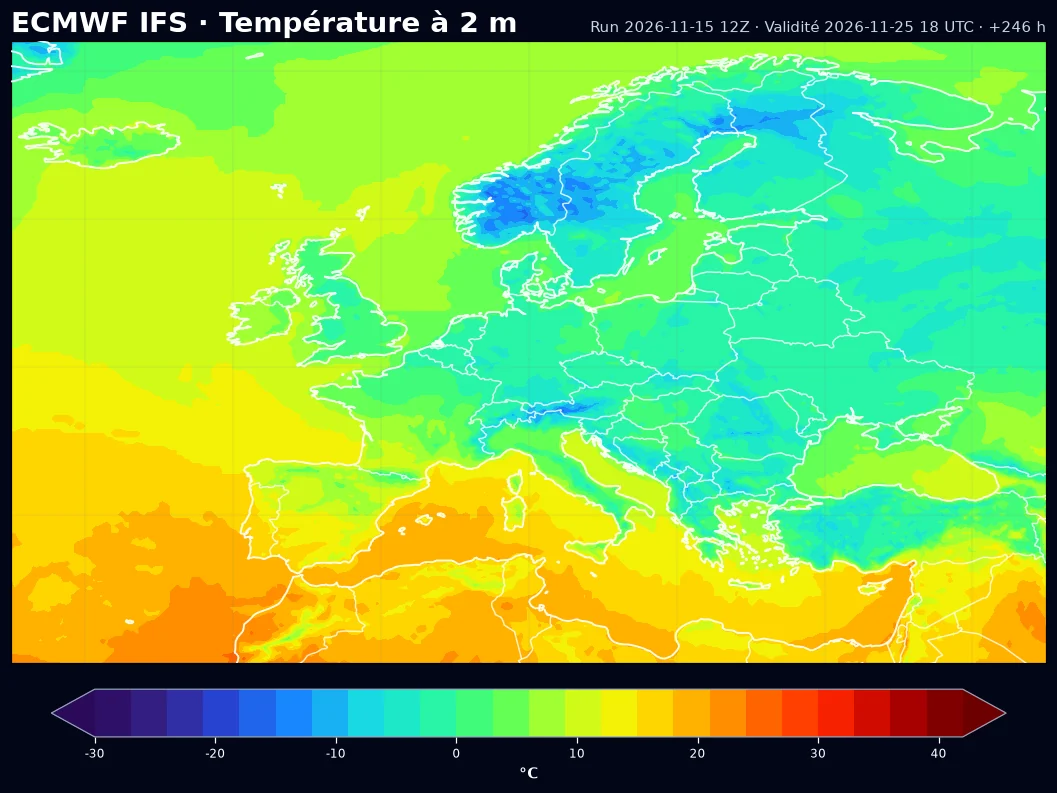 ECMWF IFS · Température à 2 m
Run 2026-11-15 12Z · Validité 2026-11-25 18 UTC · +246 h
-30 -20 -10 0 10 20 30 40
°C